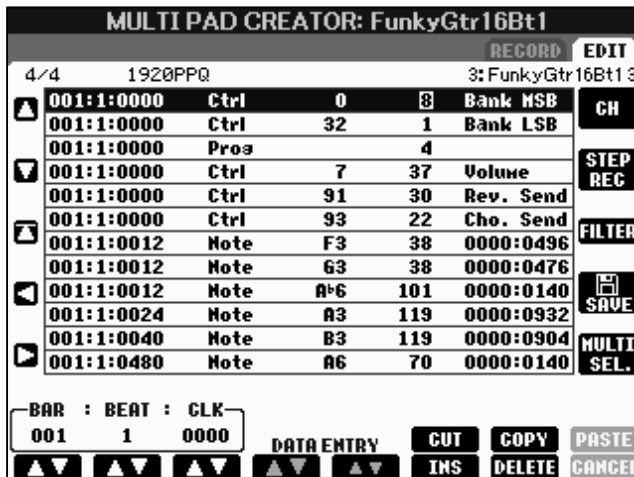 MULTI PAD CREATOR: FunkyGtr16Bt1
RECORD EDIT
4/4 1920PPQ 3:FunkyGtr16Bt1 3
001:1:0000 Ctrl 0 8 Bank MSB
001:1:0000 Ctrl 32 1 Bank LSB
001:1:0000 Prog 4
001:1:0000 Ctrl 7 37 Volume
001:1:0000 Ctrl 91 30 Rev. Send
001:1:0000 Ctrl 93 22 Cho. Send
001:1:0012 Note F3 38 0000:0496
001:1:0012 Note G3 38 0000:0476
001:1:0012 Note A♭6 101 0000:0140
001:1:0024 Note A3 119 0000:0932
001:1:0040 Note B3 119 0000:0904
001:1:0480 Note A6 70 0000:0140
CH
STEP
REC
FILTER
SAVE
MULTI
SEL.
BAR : BEAT : CLK
001 1 0000
DATA ENTRY
CUT COPY PASTE
INS DELETE CANCEL